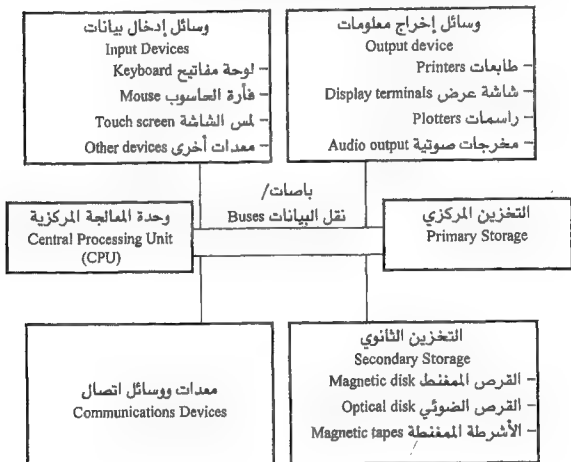 وسائل إدخال بيانات
Input Devices
– لوحة مفاتيح Keyboard
– فأرة الحاسوب Mouse
– لمس الشاشة Touch screen
– معدات أخرى Other devices
وسائل إخراج معلومات
Output device
– طابعات Printers
– شاشة عرض Display terminals
– راسمات Plotters
– مخرجات صوتية Audio output
باصات/
نقل البيانات Buses
وحدة المعالجة المركزية
Central Processing Unit
(CPU)
التخزين المركزي
Primary Storage
معدات ووسائل اتصال
Communications Devices
التخزين الثانوي
Secondary Storage
– القرص الممغنط Magnetic disk
– القرص الضوئي Optical disk
– الأشرطة الممغنطة Magnetic tapes